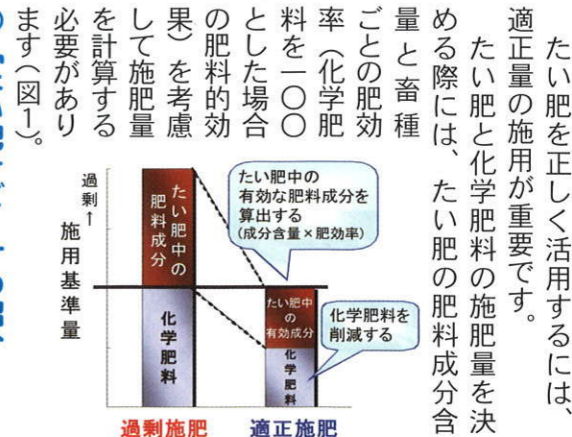 たい肥を正しく活用するには、
適正量の施用が重要です。
たい肥と化学肥料の施肥量を決
める際には、たい肥の肥料成分含
量と畜種
ごとの肥効
率（化学肥
料を一〇〇
とした場合
の肥料的効
果）を考慮
して施肥量
を計算する
必要があり
ます（図1）。
過剰↑
施用基準量
たい肥中の
肥料成分
化学肥料
過剰施肥
たい肥中の
有効な肥料成分を
算出する
(成分含量×肥効率)
たい肥中
の
有効成分
化学肥料
適正施肥
化学肥料を
削減する